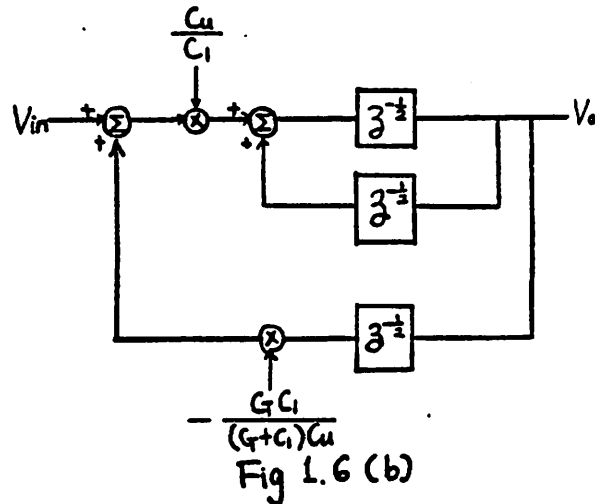 Cu
C1
Vin + Σ + × + Σ + z^{-1/2} Vo
z^{-1/2}
z^{-1/2}
×
- G C1
(G+C1)Cu
Fig 1.6 (b)